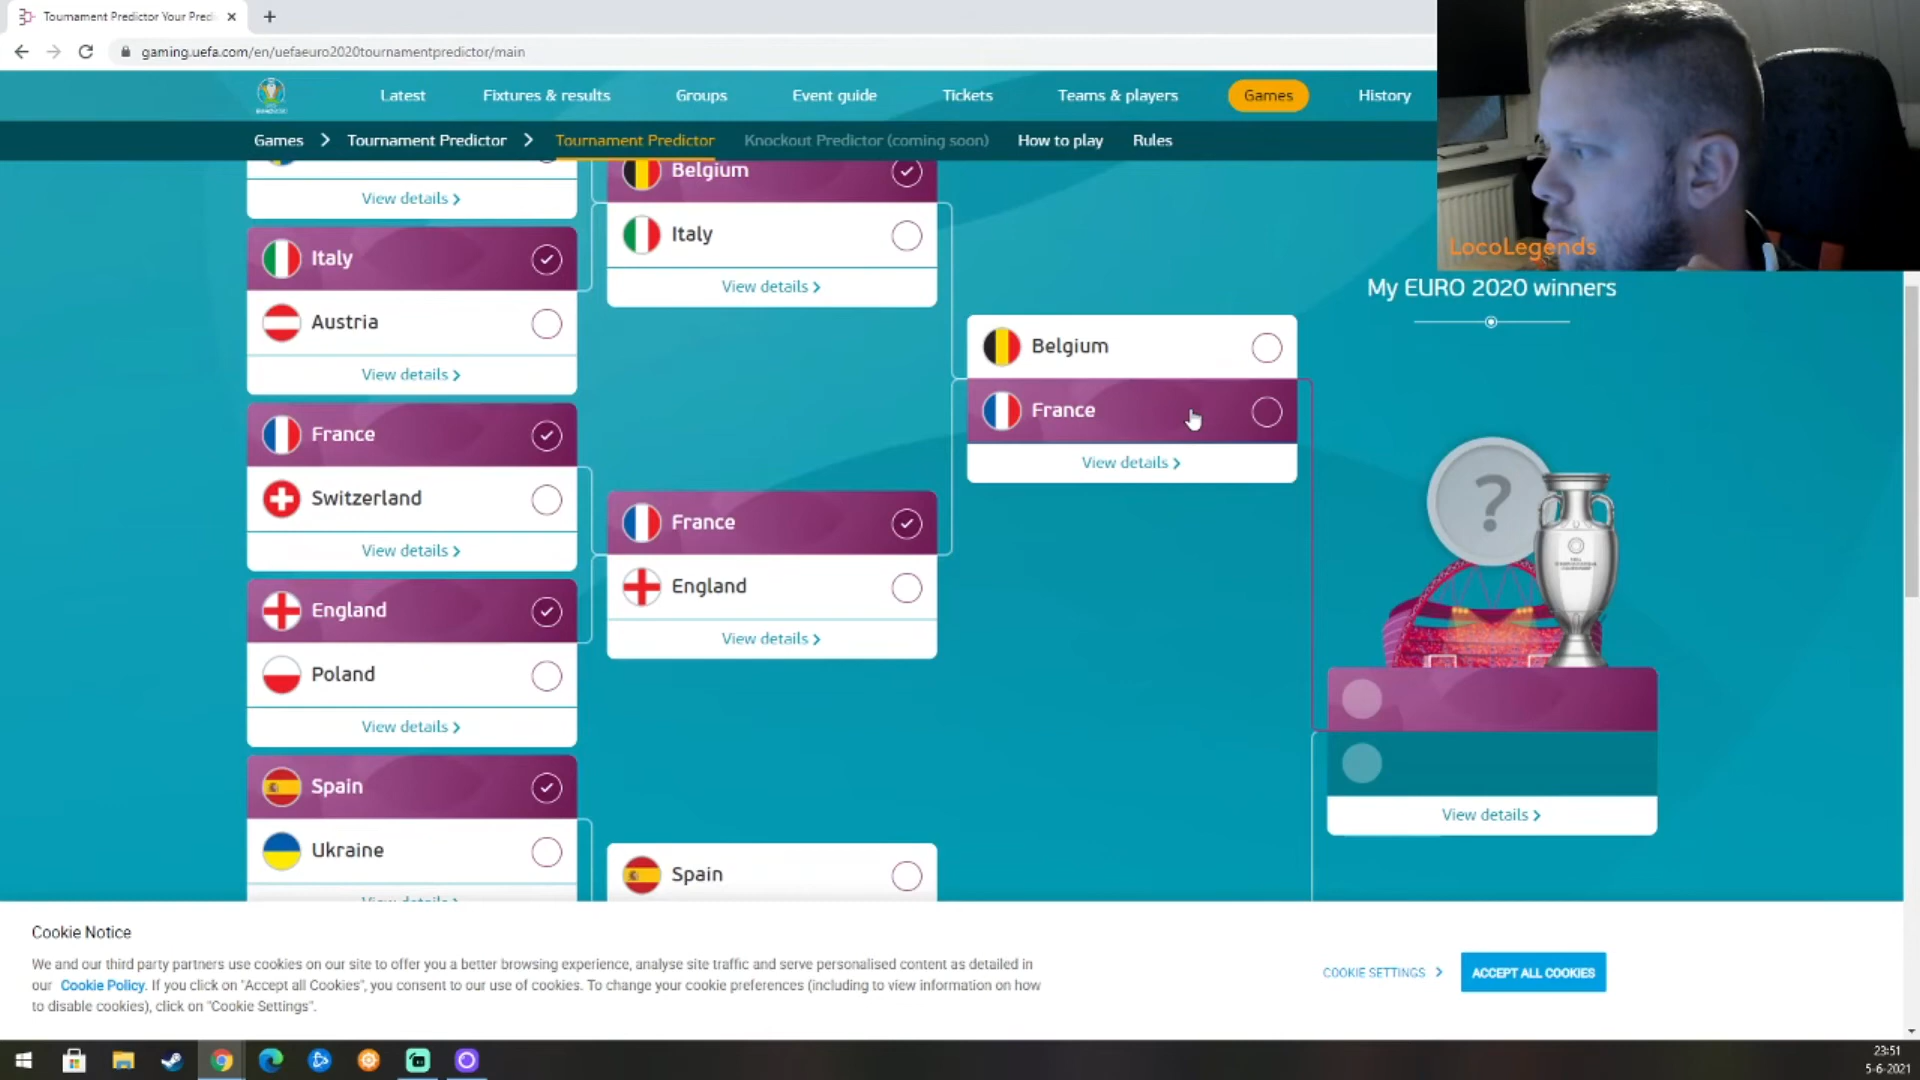 Tournament Predictor Your Pred
gaming.uefa.com/en/uefaeuro2020tournamentpredictor/main
Latest Fixtures & results Groups Event guide Tickets Teams & players Games History
Games Tournament Predictor Tournament Predictor Knockout Predictor (coming soon) How to play Rules
LocoLegends
View details
Italy
Austria
View details
France
Switzerland
View details
England
Poland
View details
Spain
Ukraine
View details
Belgium
Italy
View details
France
England
View details
Spain
Belgium
France
View details
My EURO 2020 winners
?
View details
Cookie Notice
We and our third party partners use cookies on our site to offer you a better browsing experience, analyse site traffic and serve personalised content as detailed in
our Cookie Policy. If you click on "Accept all Cookies", you consent to our use of cookies. To change your cookie preferences (including to view information on how
to disable cookies), click on "Cookie Settings".
COOKIE SETTINGS
ACCEPT ALL COOKIES
23:51
5-6-2021